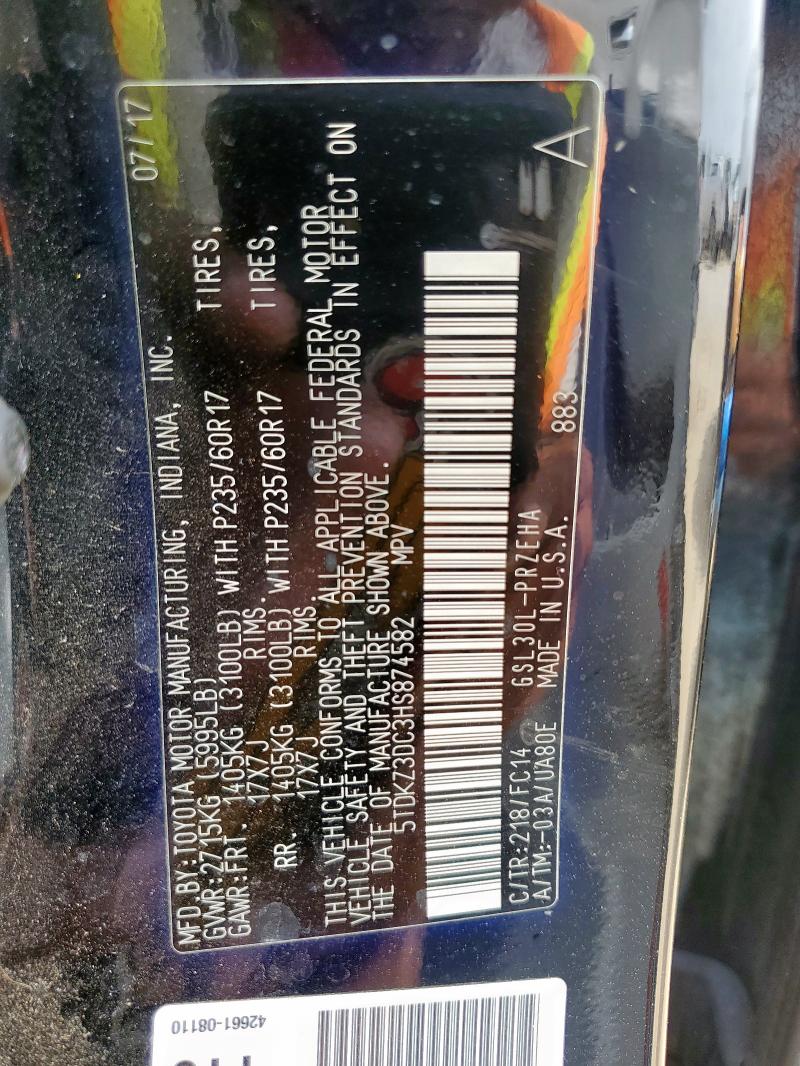 MFD BY:TOYOTA MOTOR MANUFACTURING, INDIANA, INC. 07/17
GVWR:2715KG (5995LB)
GAWR:FRT. 1405KG (3100LB) WITH P235/60R17 TIRES,
17X7J RIMS.
RR. 1405KG (3100LB) WITH P235/60R17 TIRES,
17X7J RIMS.
THIS VEHICLE CONFORMS TO ALL APPLICABLE FEDERAL MOTOR
VEHICLE SAFETY AND THEFT PREVENTION STANDARDS IN EFFECT ON
THE DATE OF MANUFACTURE SHOWN ABOVE.
5TDKZ3DC3HS874582 MPV
C/TR:218/FC14 GSL30L-PRZEHA
A/TM:-03A/UA80E MADE IN U.S.A. 883 A
42661-08110